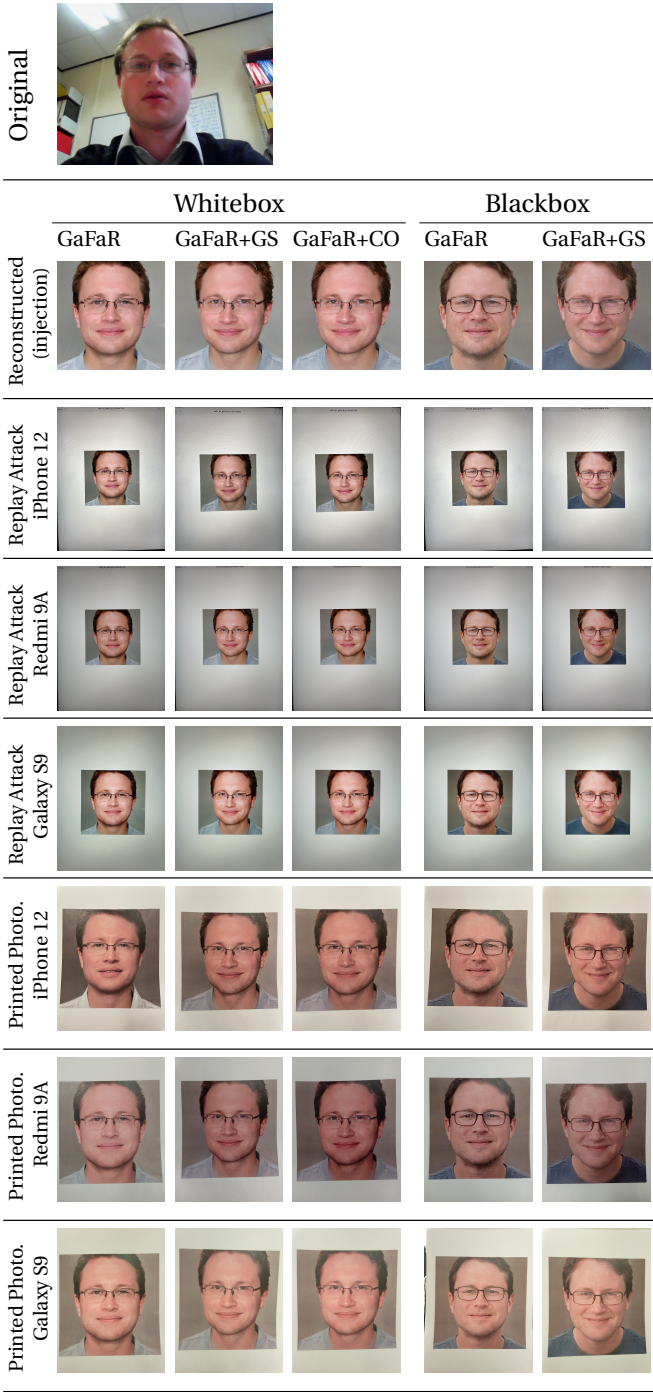 Original
Whitebox Blackbox
GaFaR GaFaR+GS GaFaR+CO GaFaR GaFaR+GS
Reconstructed
(injection)
Replay Attack
iPhone 12
Replay Attack
Redmi 9A
Replay Attack
Galaxy S9
Printed Photo.
iPhone 12
Printed Photo.
Redmi 9A
Printed Photo.
Galaxy S9